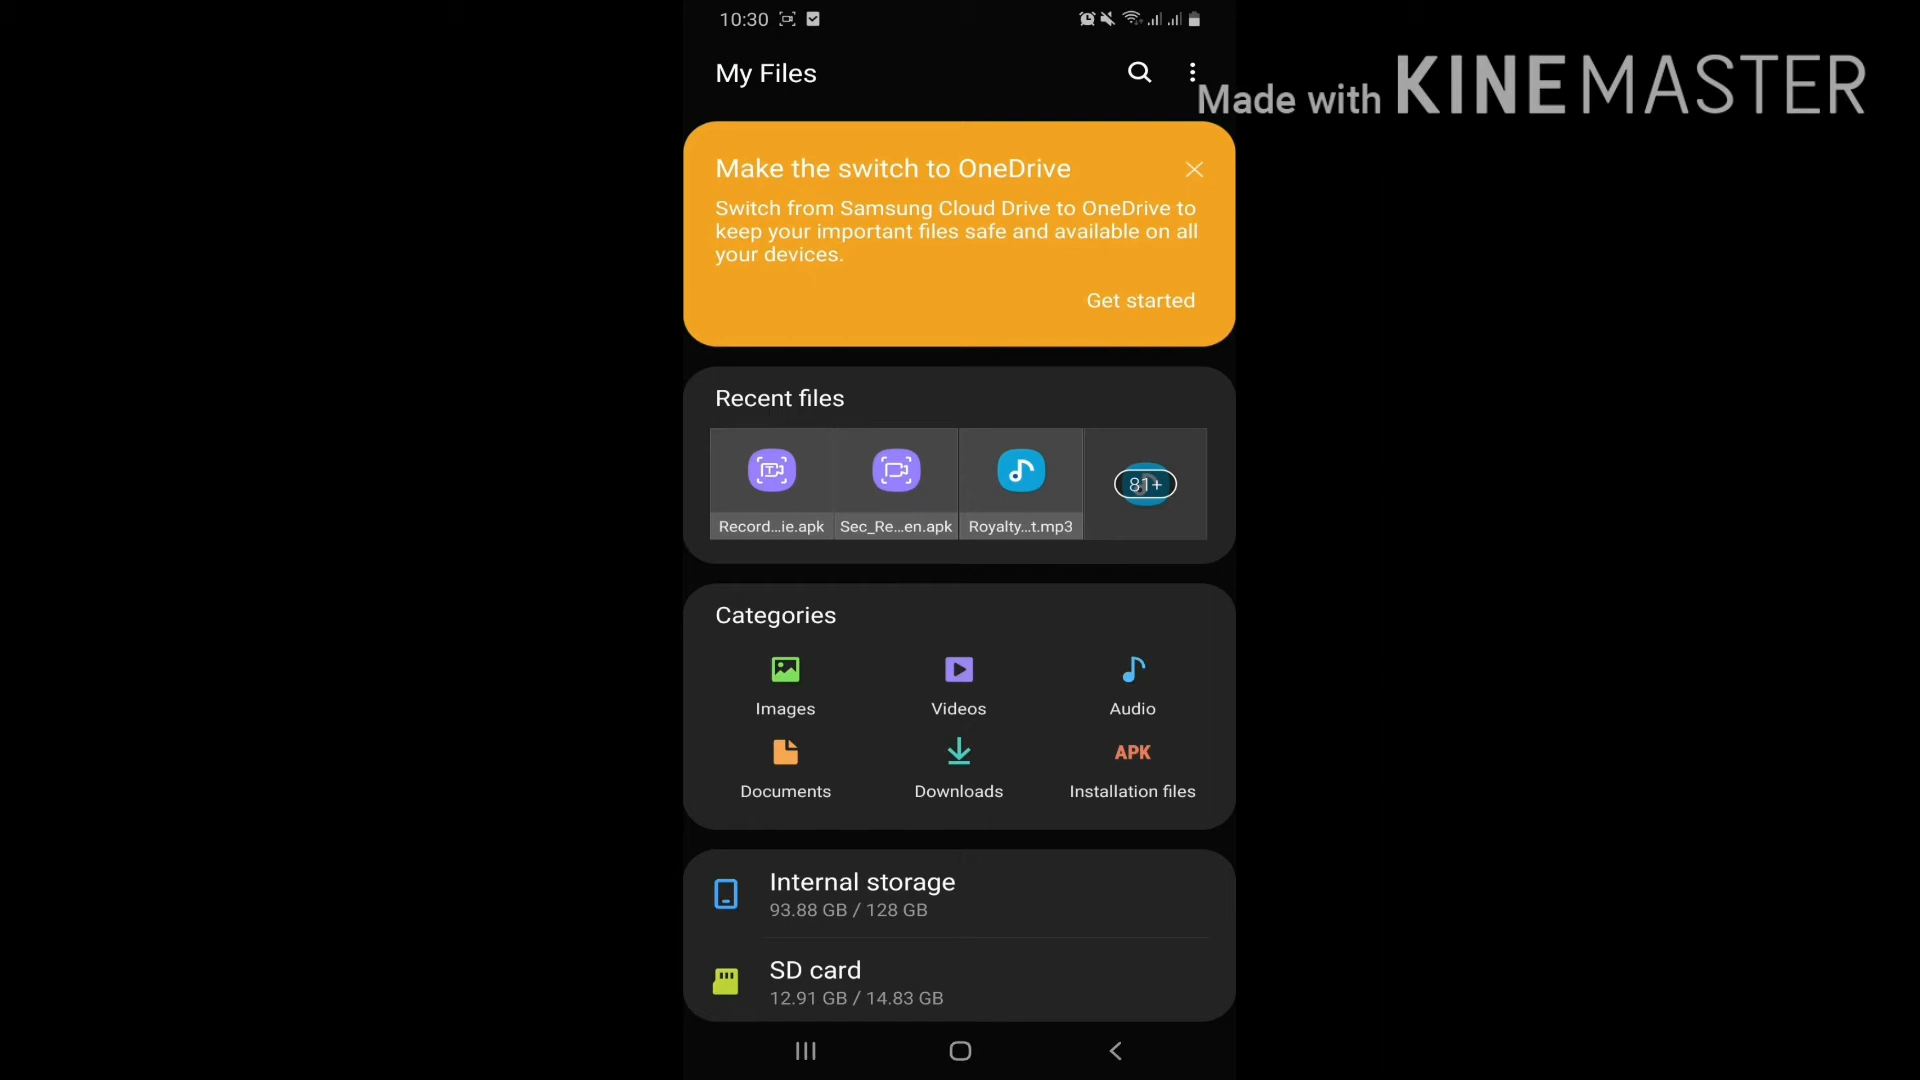 10:30
My Files
Made with KINEMASTER
Make the switch to OneDrive
Switch from Samsung Cloud Drive to OneDrive to
keep your important files safe and available on all
your devices.
Get started
Recent files
81+
Record...ie.apk Sec_Re...en.apk Royalty...t.mp3
Categories
Images Videos Audio
APK
Documents Downloads Installation files
Internal storage
93.88 GB / 128 GB
SD card
12.91 GB / 14.83 GB